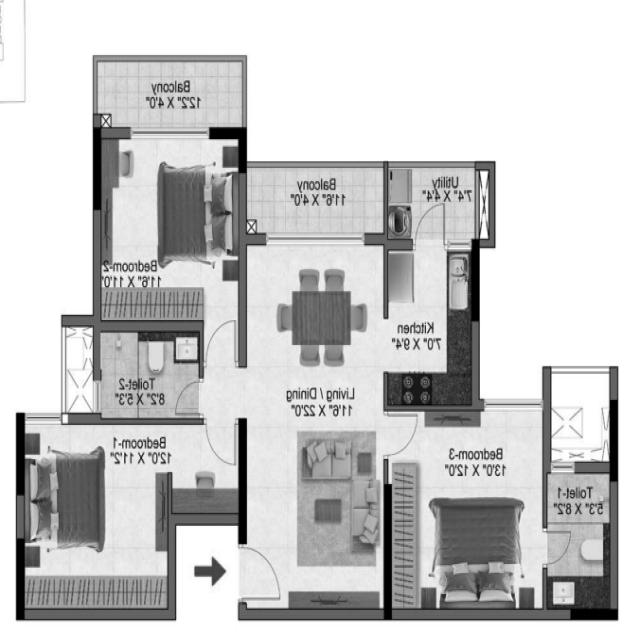 Balcony
12'2" X 4'0"
Balcony
11'6" X 4'0"
Utility
7'4" X 4'4"
Bedroom-2
11'6" X 11'0"
Kitchen
7'0" X 9'4"
Toilet-2
8'2" X 5'3"
Living / Dining
11'6" X 22'0"
Bedroom-1
12'0" X 11'2"
Bedroom-3
13'0" X 12'0"
Toilet-1
5'3" X 8'2"